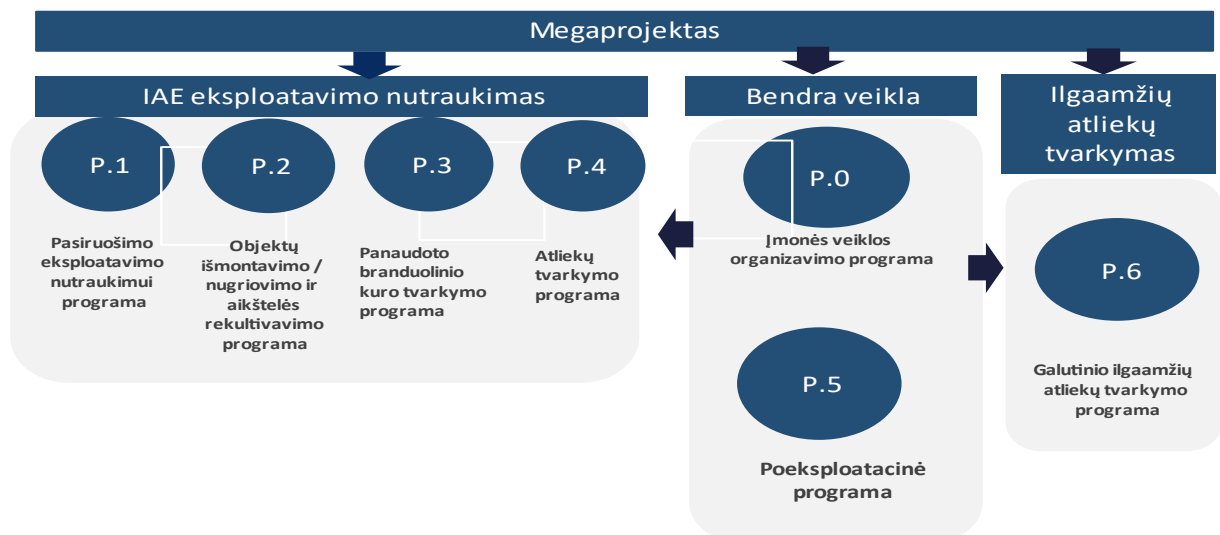 Megaprojektas
IAE eksploatavimo nutraukimas
P.1
Pasiruošimo
eksploatavimo
nutraukimui
programa
P.2
Objektų
išmontavimo /
nugriovimo ir
aikštelės
rekultivavimo
programa
P.3
Panaudoto
branduolinio
kuro tvarkymo
programa
P.4
Atliekų
tvarkymo
programa
Bendra veikla
P.0
Įmonės veiklos
organizavimo programa
P.5
Poeksploatacinė
programa
Ilgaamžių
atliekų
tvarkymas
P.6
Galutinio ilgaamžių
atliekų tvarkymo
programa